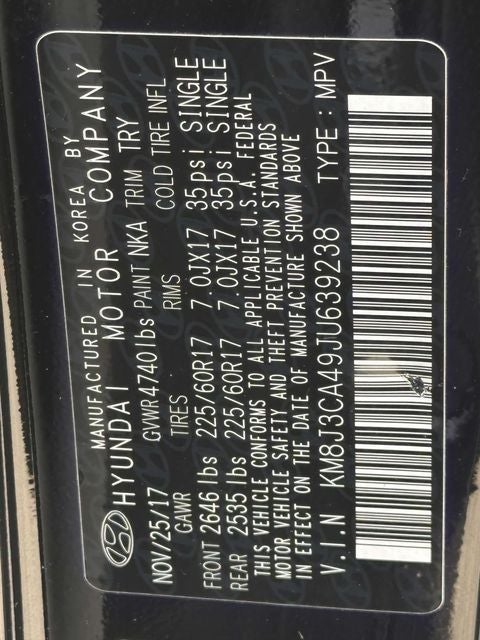 MANUFACTURED IN KOREA BY
HYUNDAI MOTOR COMPANY
NOV/25/17 GVWR 4740lbs PAINT NKA TRIM TRY
GAWR TIRES RIMS COLD TIRE INFL
FRONT 2646 lbs 225/60R17 7.0JX17 35psi SINGLE
REAR 2535 lbs 225/60R17 7.0JX17 35psi SINGLE
THIS VEHICLE CONFORMS TO ALL APPLICABLE U.S.A. FEDERAL
MOTOR VEHICLE SAFETY AND THEFT PREVENTION STANDARDS
IN EFFECT ON THE DATE OF MANUFACTURE SHOWN ABOVE
V.I.N KM8J3CA49JU639238 TYPE: MPV